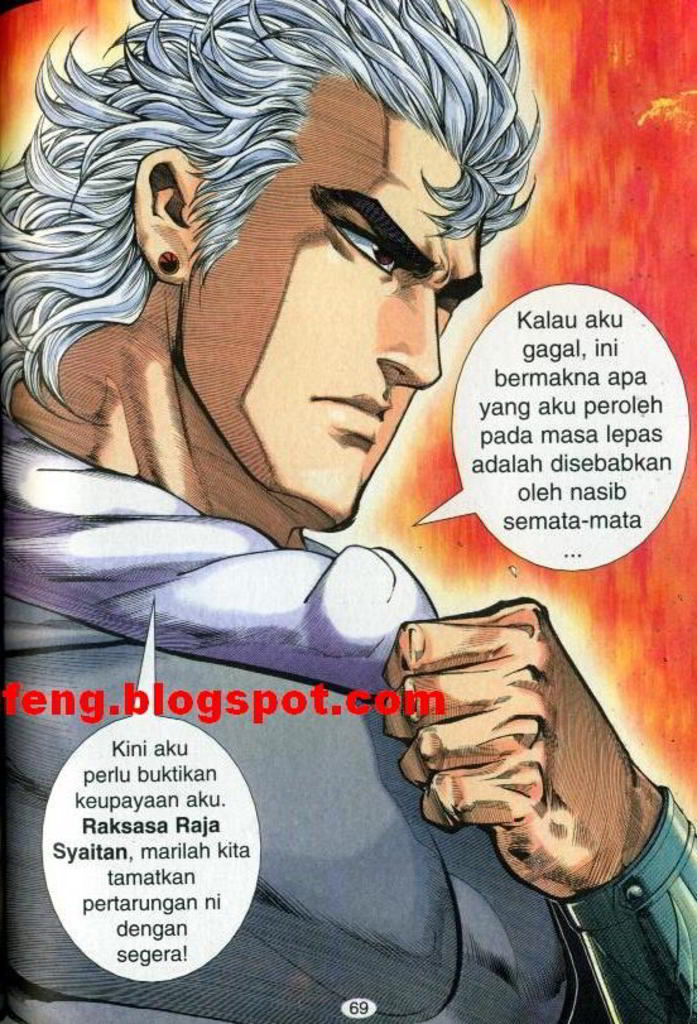 Kalau aku
gagal, ini
bermakna apa
yang aku peroleh
pada masa lepas
adalah disebabkan
oleh nasib
semata-mata
...
feng.blogspot.com
Kini aku
perlu buktikan
keupayaan aku.
Raksasa Raja
Syaitan, marilah kita
tamatkan
pertarungan ni
dengan
segera!
69